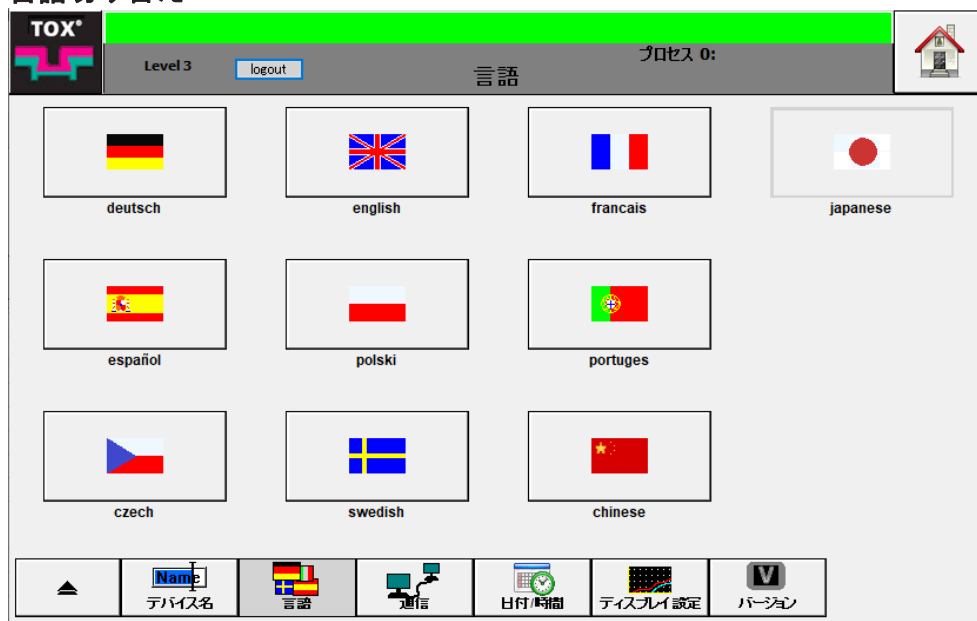 言語切り替え
TOX®
プロセス 0:
Level 3
logout
言語
deutsch
english
francais
japanese
español
polski
portuges
czech
swedish
chinese
Name
デバイス名
言語
通信
日付/時間
ディスプレイ設定
V
バージョン